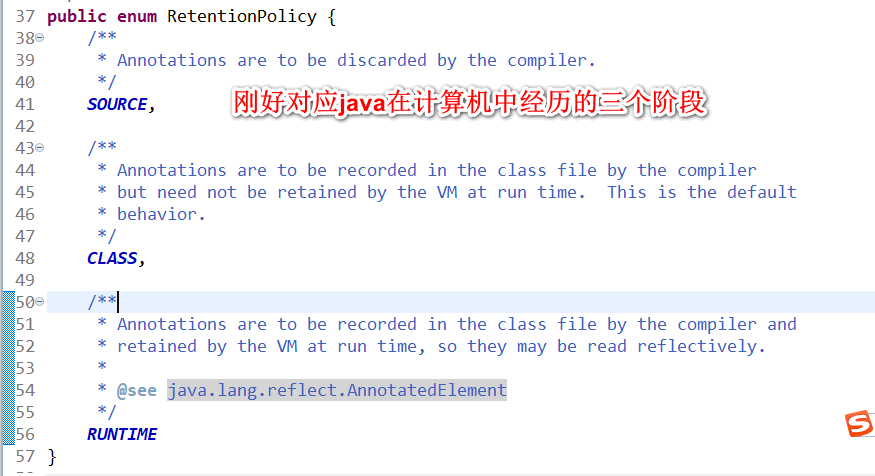 37 public enum RetentionPolicy {
38 /**
39 * Annotations are to be discarded by the compiler.
40 */
41 SOURCE,
刚好对应java在计算机中经历的三个阶段
42
43 /**
44 * Annotations are to be recorded in the class file by the compiler
45 * but need not be retained by the VM at run time.  This is the default
46 * behavior.
47 */
48 CLASS,
49
50 /**
51 * Annotations are to be recorded in the class file by the compiler and
52 * retained by the VM at run time, so they may be read reflectively.
53 *
54 * @see java.lang.reflect.AnnotatedElement
55 */
56 RUNTIME
57 }